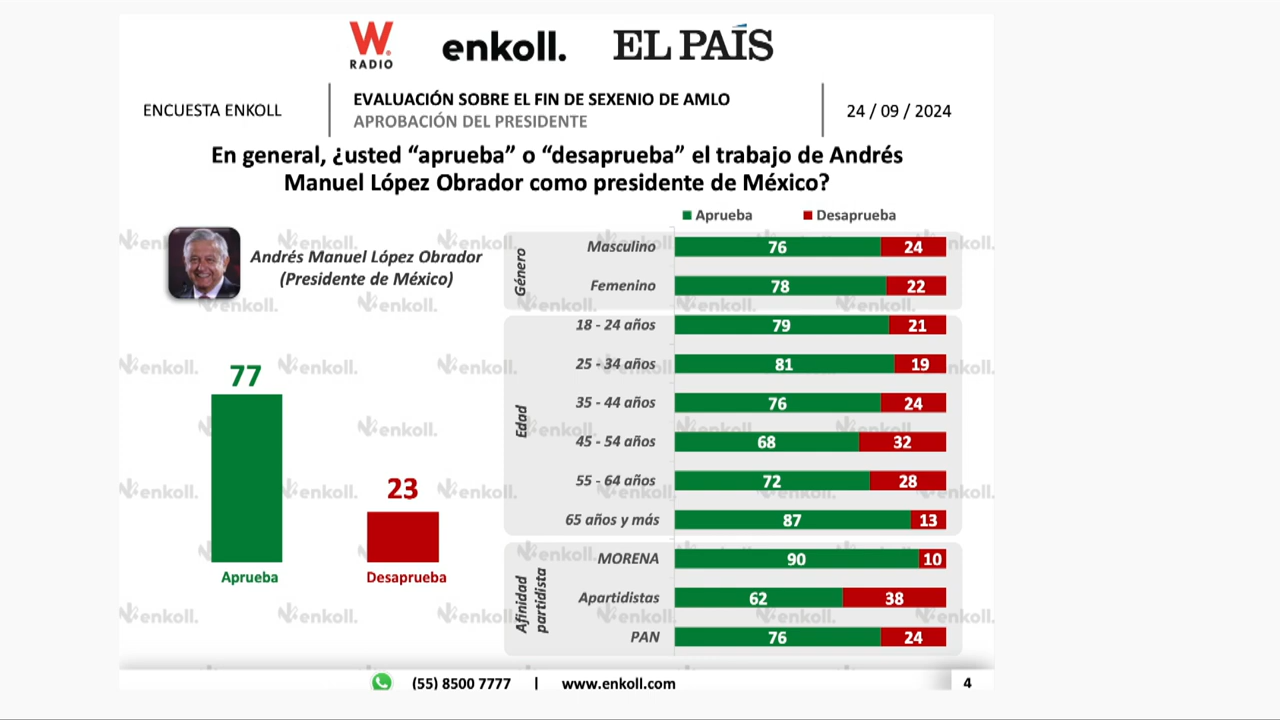 W
RADIO
enkoll.
EL PAÍS
ENCUESTA ENKOLL
EVALUACIÓN SOBRE EL FIN DE SEXENIO DE AMLO
APROBACIÓN DEL PRESIDENTE
24 / 09 / 2024
En general, ¿usted “aprueba” o “desaprueba” el trabajo de Andrés
Manuel López Obrador como presidente de México?
Andrés Manuel López Obrador
(Presidente de México)
77
23
Aprueba
Desaprueba
Aprueba Desaprueba
Género
Masculino 76 24
Femenino 78 22
Edad
18 - 24 años 79 21
25 - 34 años 81 19
35 - 44 años 76 24
45 - 54 años 68 32
55 - 64 años 72 28
65 años y más 87 13
Afinidad
partidista
MORENA 90 10
Apartidistas 62 38
PAN 76 24
(55) 8500 7777 | www.enkoll.com
4